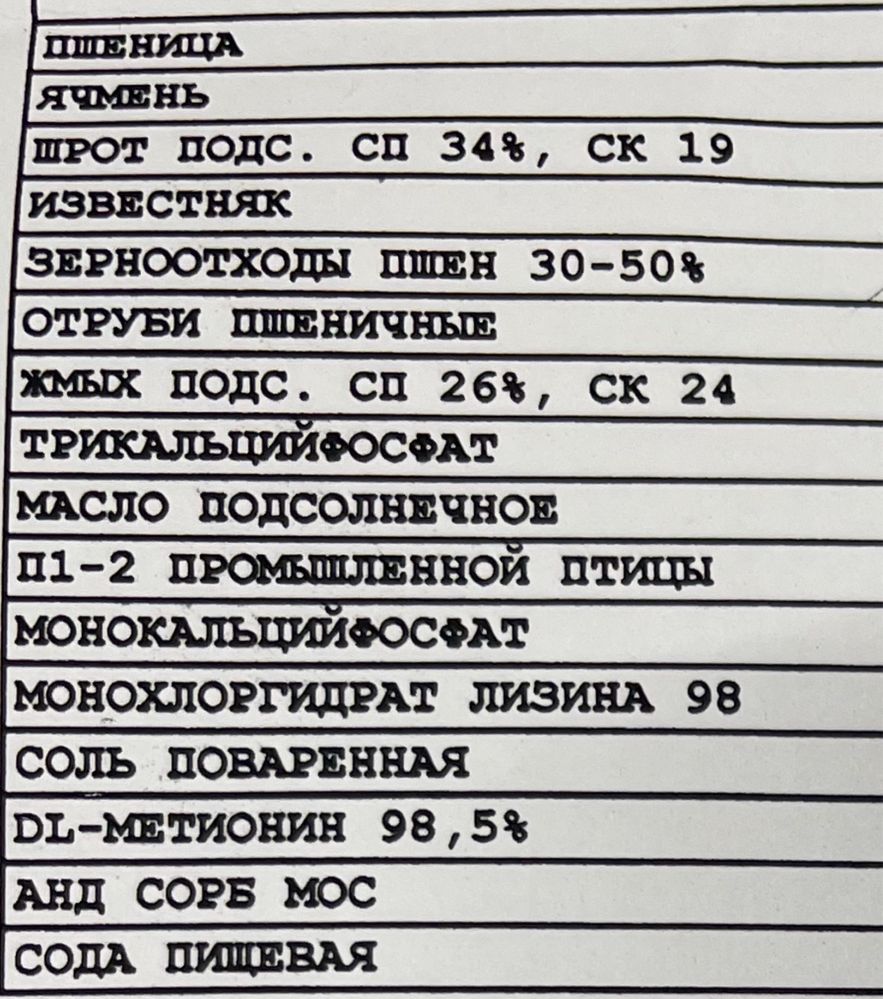 ПШЕНИЦА
ЯЧМЕНЬ
ШРОТ ПОДС. СП 34%, СК 19
ИЗВЕСТНЯК
ЗЕРНООТХОДЫ ПШЕН 30-50%
ОТРУБИ ПШЕНИЧНЫЕ
ЖМЫХ ПОДС. СП 26%, СК 24
ТРИКАЛЬЦИЙФОСФАТ
МАСЛО ПОДСОЛНЕЧНОЕ
П1-2 ПРОМЫШЛЕННОЙ ПТИЦЫ
МОНОКАЛЬЦИЙФОСФАТ
МОНОХЛОРГИДРАТ ЛИЗИНА 98
СОЛЬ ПОВАРЕННАЯ
DL-МЕТИОНИН 98,5%
АНД СОРБ МОС
СОДА ПИЩЕВАЯ